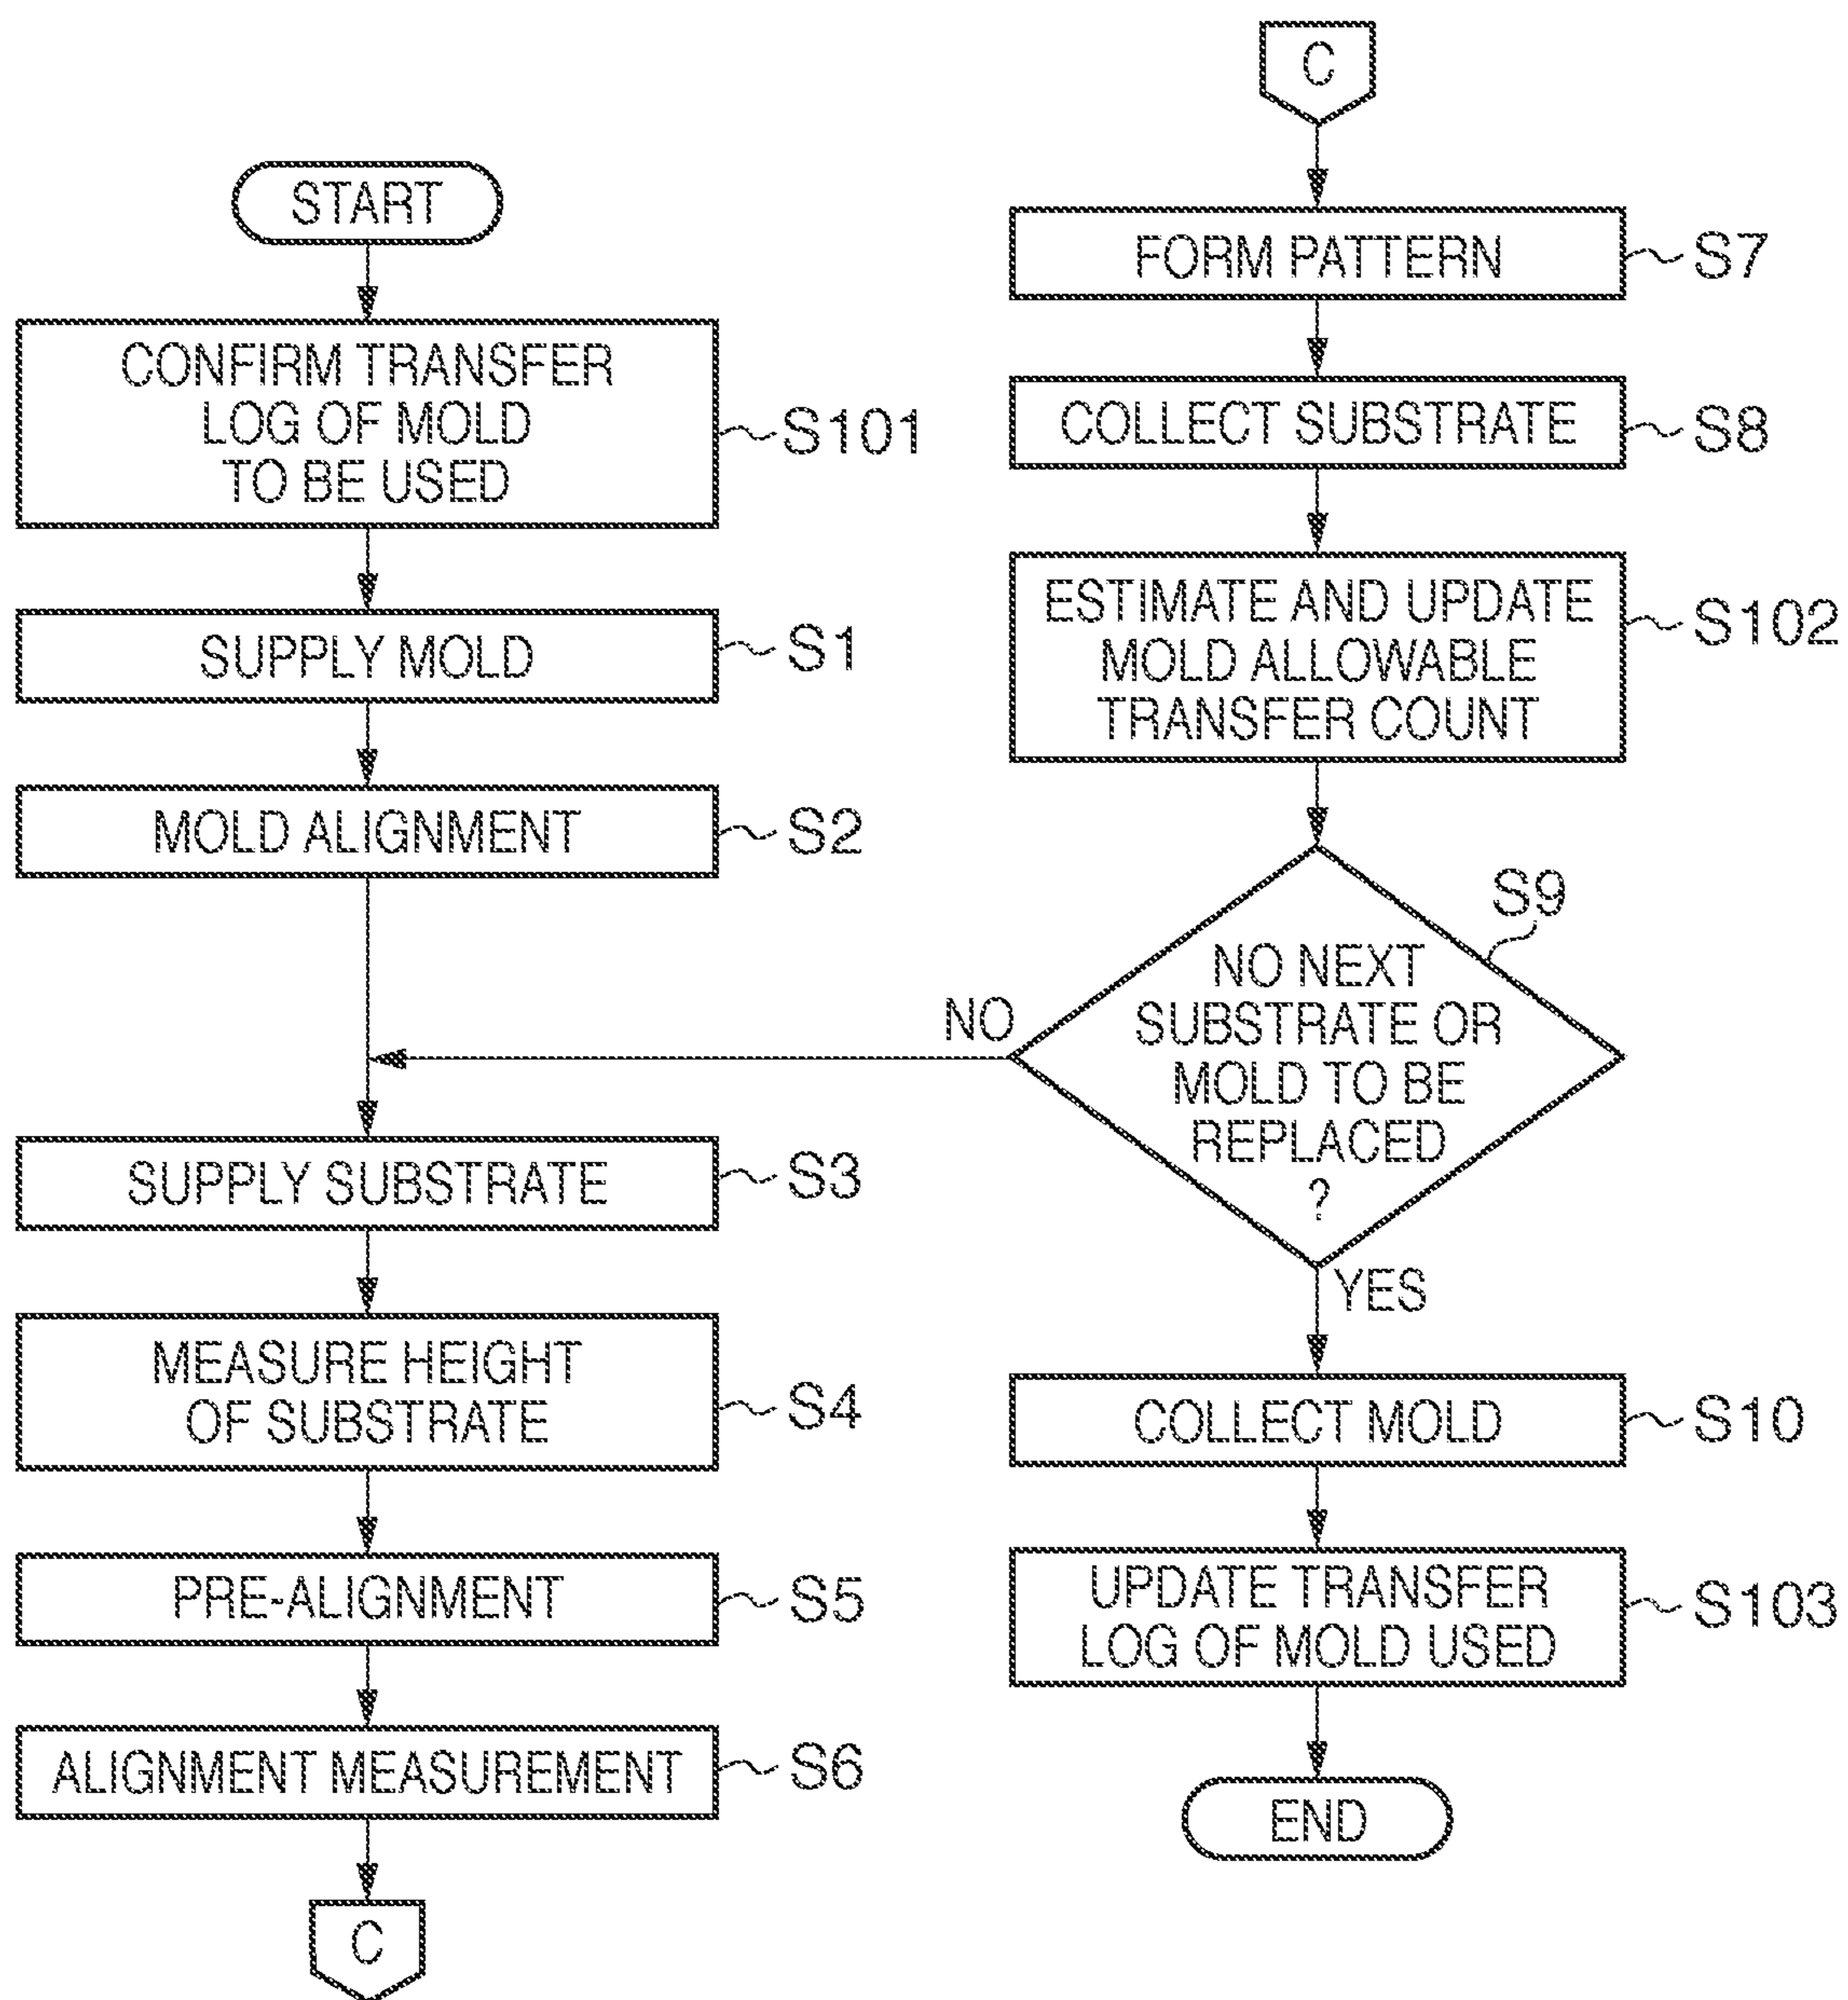 START
CONFIRM TRANSFER
LOG OF MOLD
TO BE USED
S101
SUPPLY MOLD
S1
MOLD ALIGNMENT
S2
SUPPLY SUBSTRATE
S3
MEASURE HEIGHT
OF SUBSTRATE
S4
PRE-ALIGNMENT
S5
ALIGNMENT MEASUREMENT
S6
C
C
FORM PATTERN
S7
COLLECT SUBSTRATE
S8
ESTIMATE AND UPDATE
MOLD ALLOWABLE
TRANSFER COUNT
S102
S9
NO NEXT
SUBSTRATE OR
MOLD TO BE
REPLACED
?
NO
YES
COLLECT MOLD
S10
UPDATE TRANSFER
LOG OF MOLD USED
S103
END